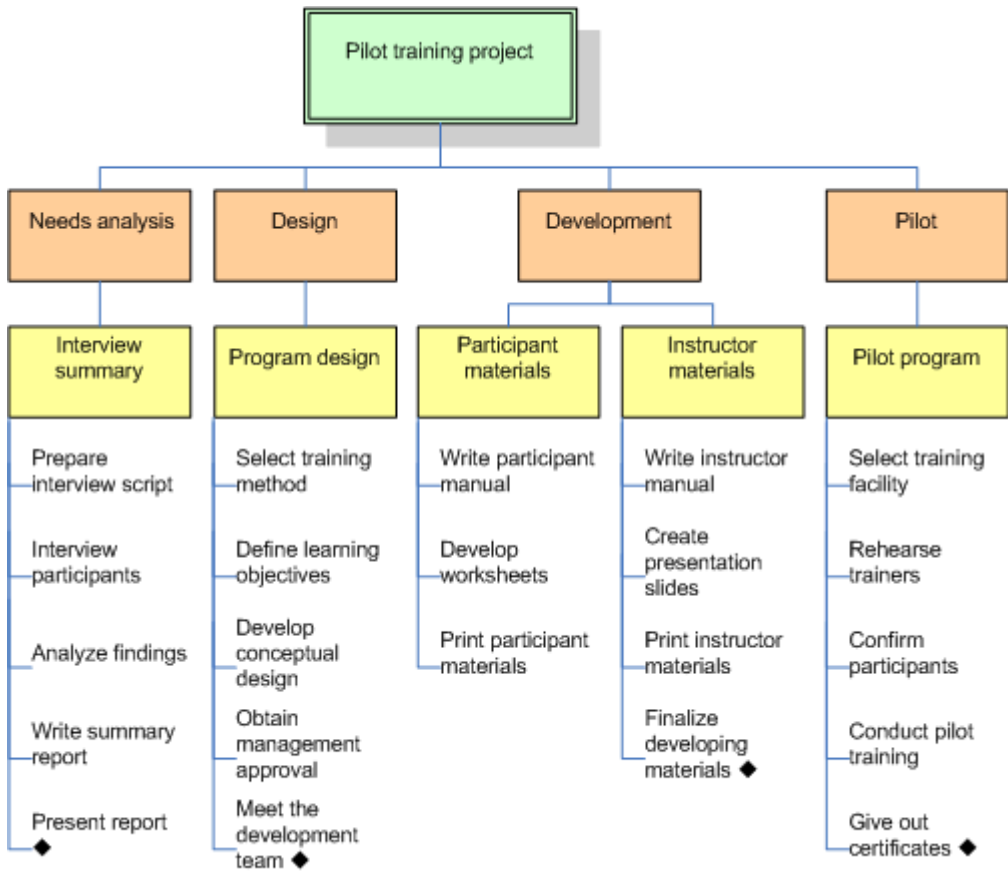 Pilot training project
Needs analysis
Design
Development
Pilot
Interview
summary
Program design
Participant
materials
Instructor
materials
Pilot program
Prepare
interview script
Interview
participants
Analyze findings
Write summary
report
Present report
◆
Select training
method
Define learning
objectives
Develop
conceptual
design
Obtain
management
approval
Meet the
development
team ◆
Write participant
manual
Develop
worksheets
Print participant
materials
Write instructor
manual
Create
presentation
slides
Print instructor
materials
Finalize
developing
materials ◆
Select training
facility
Rehearse
trainers
Confirm
participants
Conduct pilot
training
Give out
certificates ◆